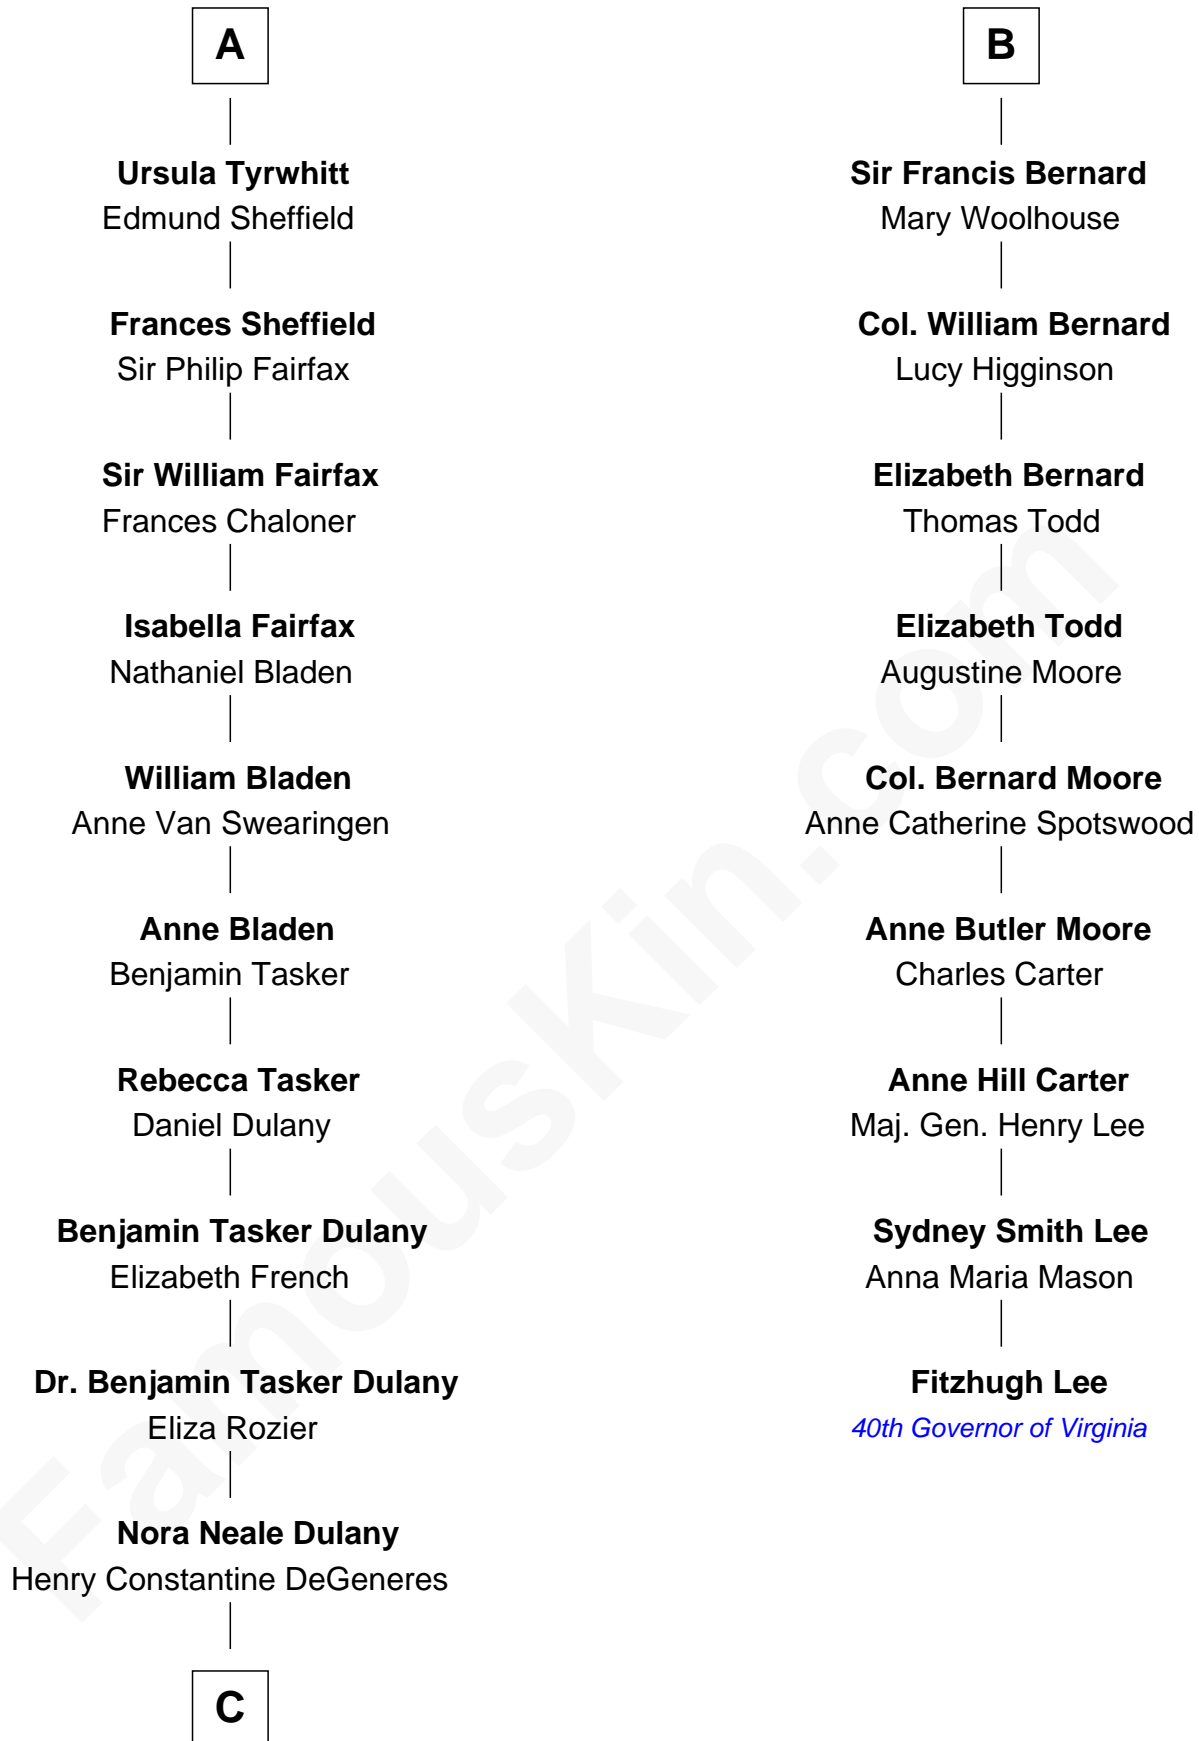 A
Ursula Tyrwhitt
Edmund Sheffield
Frances Sheffield
Sir Philip Fairfax
Sir William Fairfax
Frances Chaloner
Isabella Fairfax
Nathaniel Bladen
William Bladen
Anne Van Swearingen
Anne Bladen
Benjamin Tasker
Rebecca Tasker
Daniel Dulany
Benjamin Tasker Dulany
Elizabeth French
Dr. Benjamin Tasker Dulany
Eliza Rozier
Nora Neale Dulany
Henry Constantine DeGeneres
C
B
Sir Francis Bernard
Mary Woolhouse
Col. William Bernard
Lucy Higginson
Elizabeth Bernard
Thomas Todd
Elizabeth Todd
Augustine Moore
Col. Bernard Moore
Anne Catherine Spotswood
Anne Butler Moore
Charles Carter
Anne Hill Carter
Maj. Gen. Henry Lee
Sydney Smith Lee
Anna Maria Mason
Fitzhugh Lee
40th Governor of Virginia
FamousKin.com